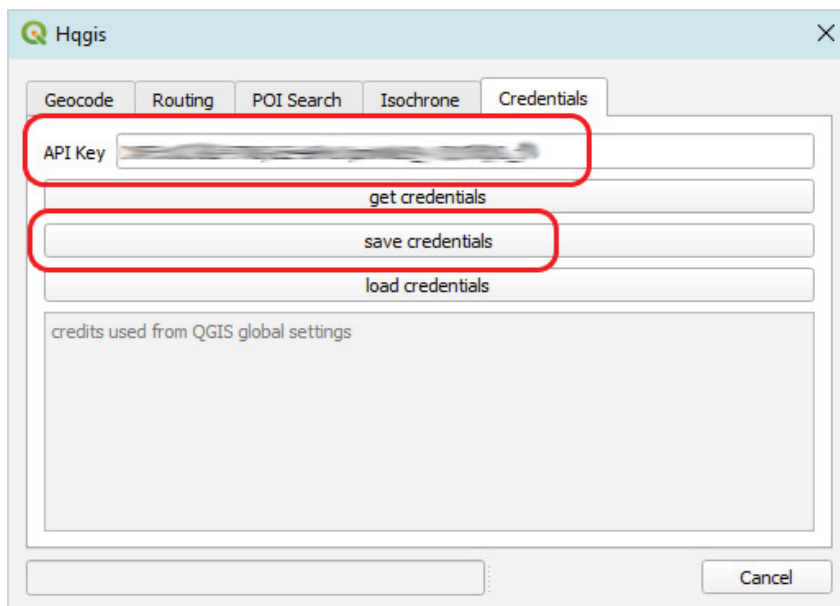 Hqgis
Geocode Routing POI Search Isochrone Credentials
API Key
get credentials
save credentials
load credentials
credits used from QGIS global settings
Cancel